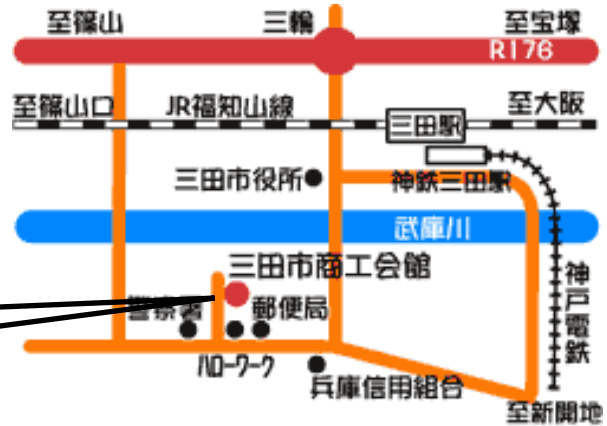 至篠山
三輪
至宝塚
R176
至篠山口
JR福知山線
三田駅
至大阪
三田市役所
神鉄三田駅
武庫川
三田市商工会館
神戸電鉄
警察署
郵便局
ハローワーク
兵庫信用組合
至新開地